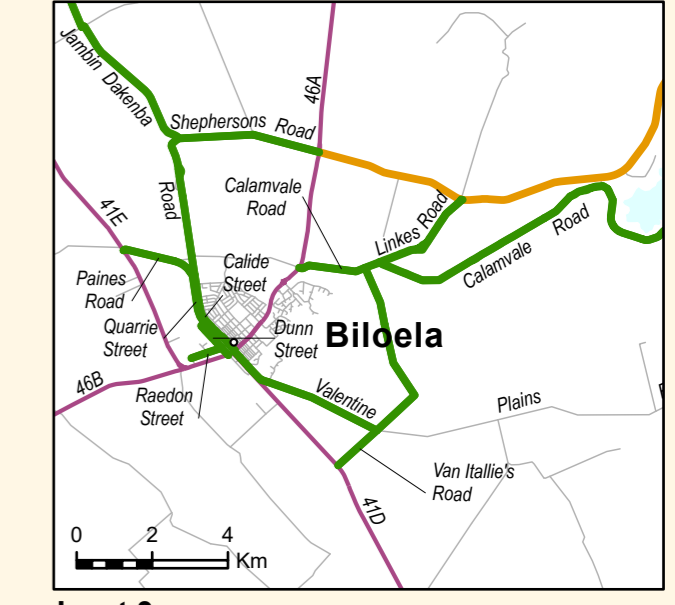 Jambin Dakenba
Road
Shephersons Road
46A
41E
Calamvale
Road
Linkes Road
Calamvale Road
Paines
Road
Calide
Street
Quarrie
Street
Dunn
Street
Biloela
46B
Raedon
Street
Valentine
Plains
Van Itallie's
Road
41D
0 2 4
Km